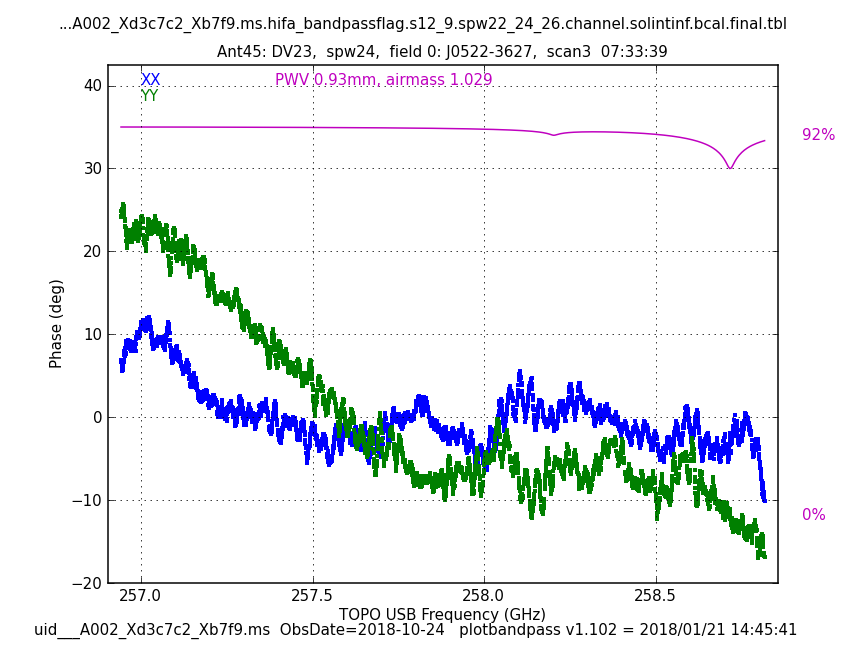 ...A002_Xd3c7c2_Xb7f9.ms.hifa_bandpassflag.s12_9.spw22_24_26.channel.solintinf.bcal.final.tbl
Ant45: DV23,  spw24,  field 0: J0522-3627,  scan3  07:33:39
XX
YY
PWV 0.93mm, airmass 1.029
40
30
20
10
0
−10
−20
Phase (deg)
92%
0%
257.0
257.5
258.0
258.5
TOPO USB Frequency (GHz)
uid___A002_Xd3c7c2_Xb7f9.ms  ObsDate=2018-10-24   plotbandpass v1.102 = 2018/01/21 14:45:41